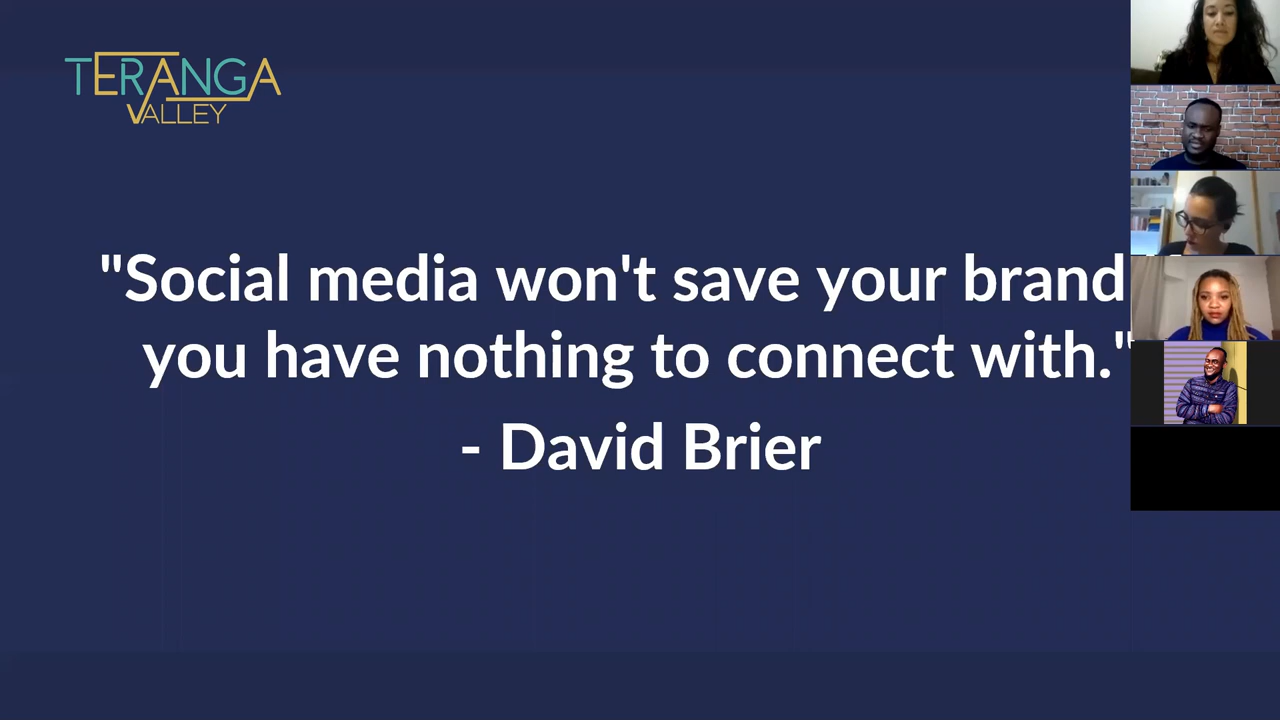 TERANGA
VALLEY
"Social media won't save your brand
you have nothing to connect with."
- David Brier